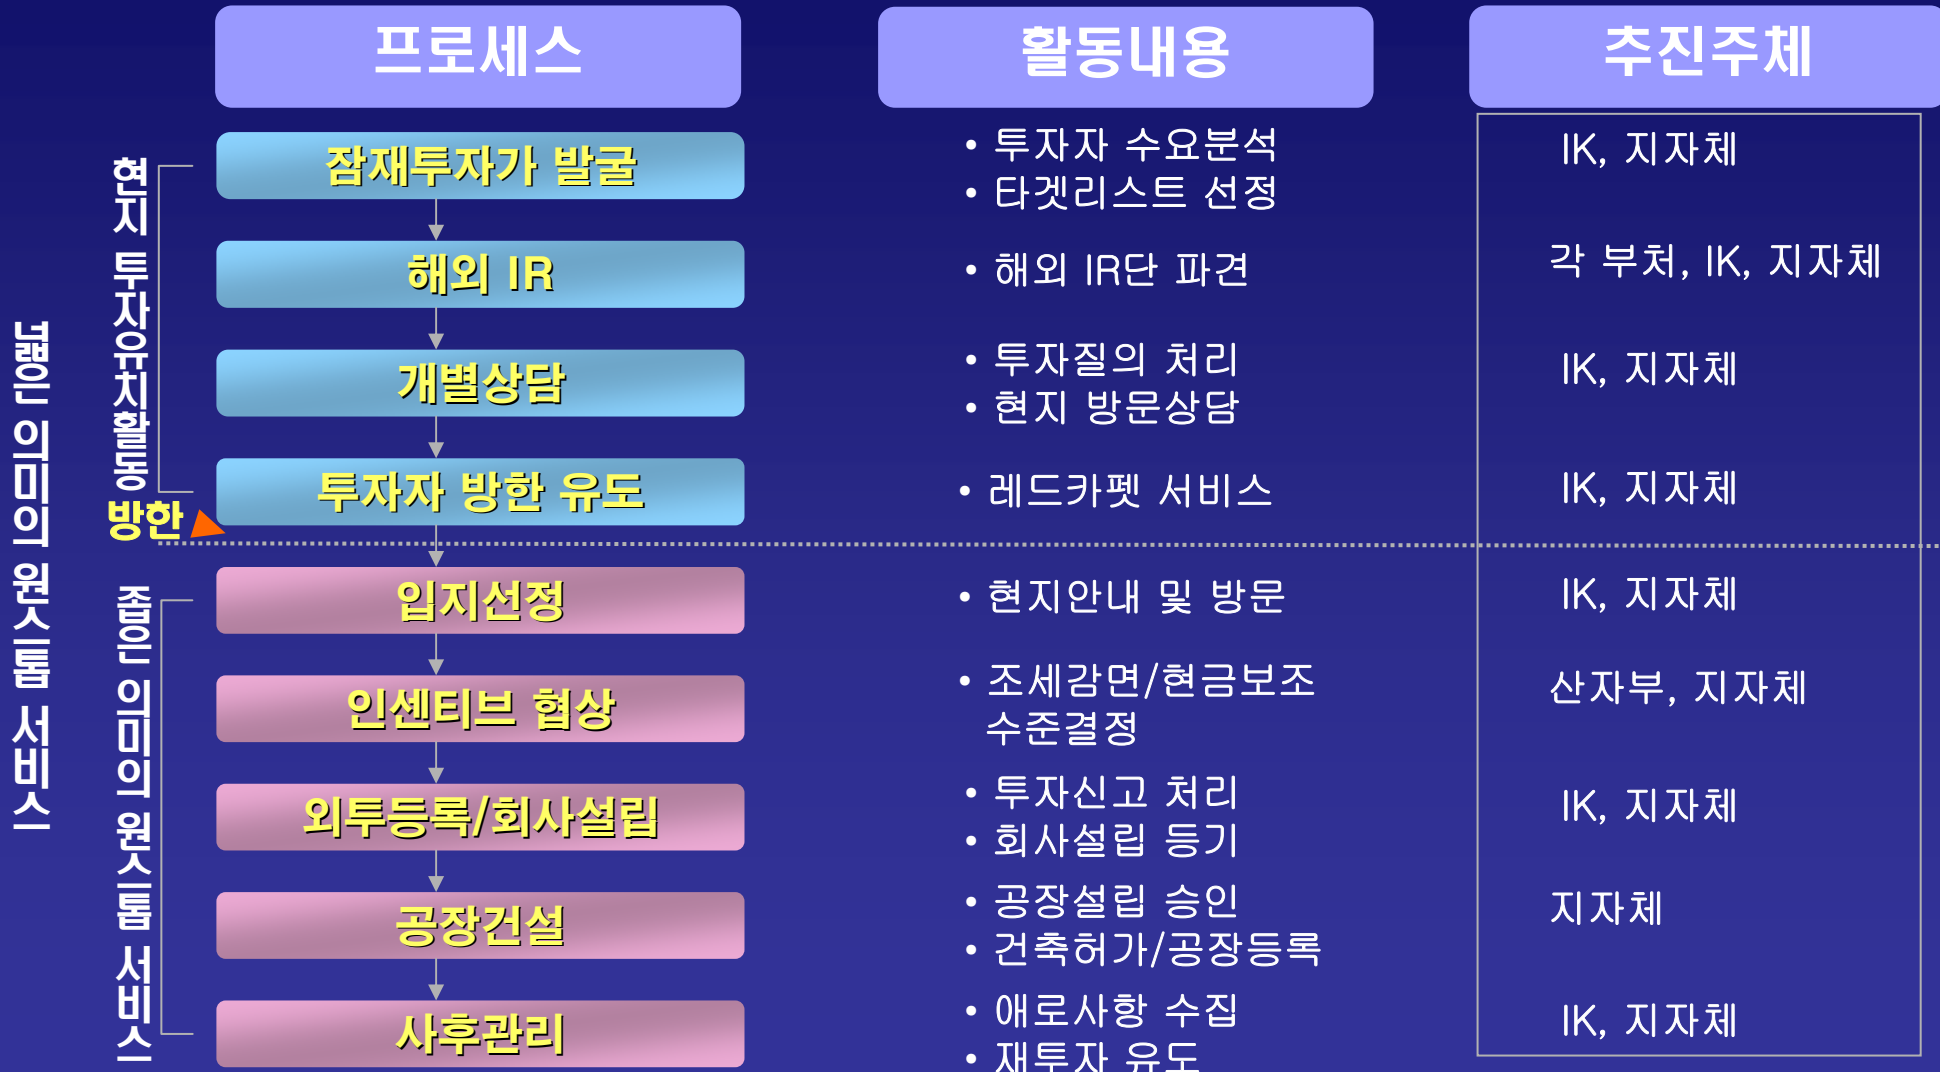 프로세스
활동내용
추진주체
넓은 의미의 원스톱 서비스
현지 투자유치활동
방한
좁은 의미의 원스톱 서비스
잠재투자가 발굴
• 투자자 수요분석
• 타겟리스트 선정
IK, 지자체
해외 IR
• 해외 IR단 파견
각 부처, IK, 지자체
개별상담
• 투자질의 처리
• 현지 방문상담
IK, 지자체
투자자 방한 유도
• 레드카펫 서비스
IK, 지자체
입지선정
• 현지안내 및 방문
IK, 지자체
인센티브 협상
• 조세감면/현금보조
수준결정
산자부, 지자체
외투등록/회사설립
• 투자신고 처리
• 회사설립 등기
IK, 지자체
공장건설
• 공장설립 승인
• 건축허가/공장등록
지자체
사후관리
• 애로사항 수집
• 재투자 유도
IK, 지자체